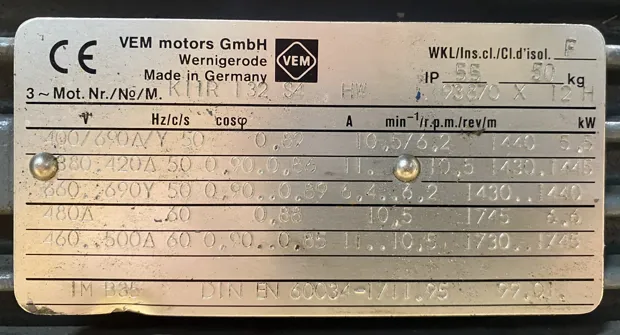 CE VEM motors GmbH VEM WKL/Ins.cl./Cl.d'isol. F
Wernigerode
Made in Germany IP 55 50 kg
3~Mot. Nr./№/M. K11R 132 S4 HW X 12 H
V Hz/c/s cosφ A min⁻¹/r.p.m./rev/m kW
400/690Δ/Y 50 10,5/6,2 1440 5,5
380..420Δ 50 0,90..0,86 11..10,5 1430..1445
660..690Y 50 0,90..0,89 6,4..6,2 1430..1440
480Δ 60 0,88 10,5 1745 6,6
460..500Δ 60 0,90..0,85 11..10,5 1730..1745
IM DIN EN 60034-1/11.95